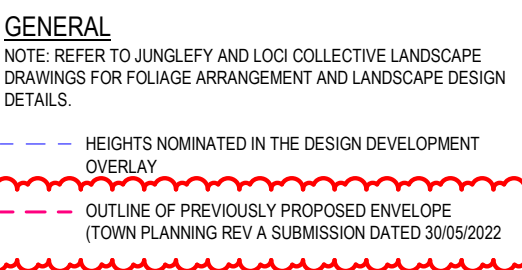 GENERAL
NOTE: REFER TO JUNGLEFY AND LOCI COLLECTIVE LANDSCAPE
DRAWINGS FOR FOLIAGE ARRANGEMENT AND LANDSCAPE DESIGN
DETAILS.
HEIGHTS NOMINATED IN THE DESIGN DEVELOPMENT
OVERLAY
OUTLINE OF PREVIOUSLY PROPOSED ENVELOPE
(TOWN PLANNING REV A SUBMISSION DATED 30/05/2022